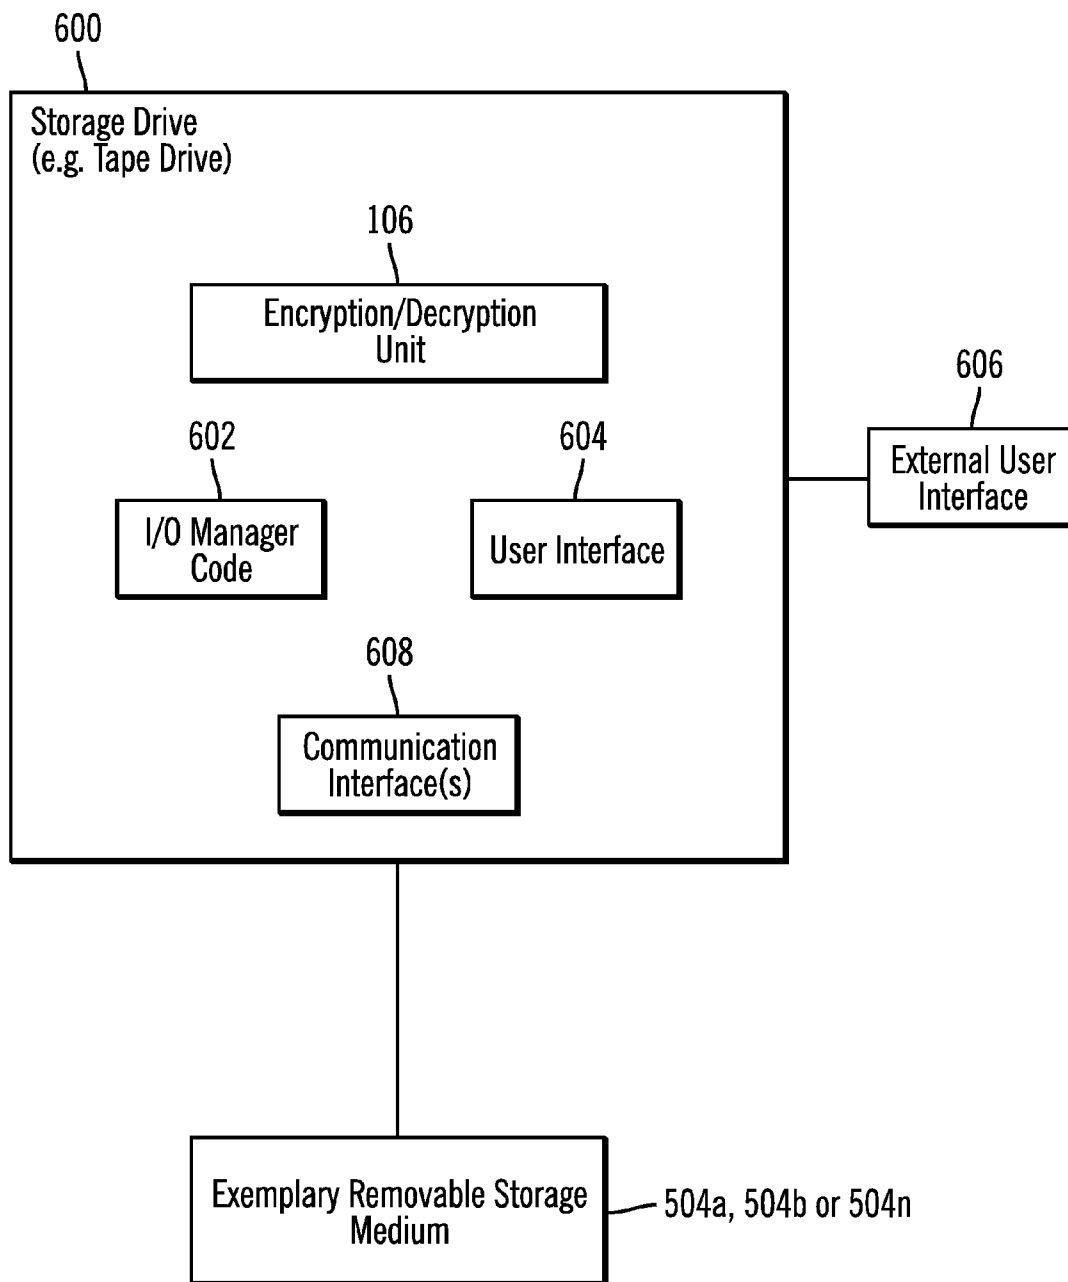 600
Storage Drive
(e.g. Tape Drive)
106
Encryption/Decryption
Unit
606
External User
Interface
602
I/O Manager
Code
604
User Interface
608
Communication
Interface(s)
Exemplary Removable Storage
Medium
504a, 504b or 504n